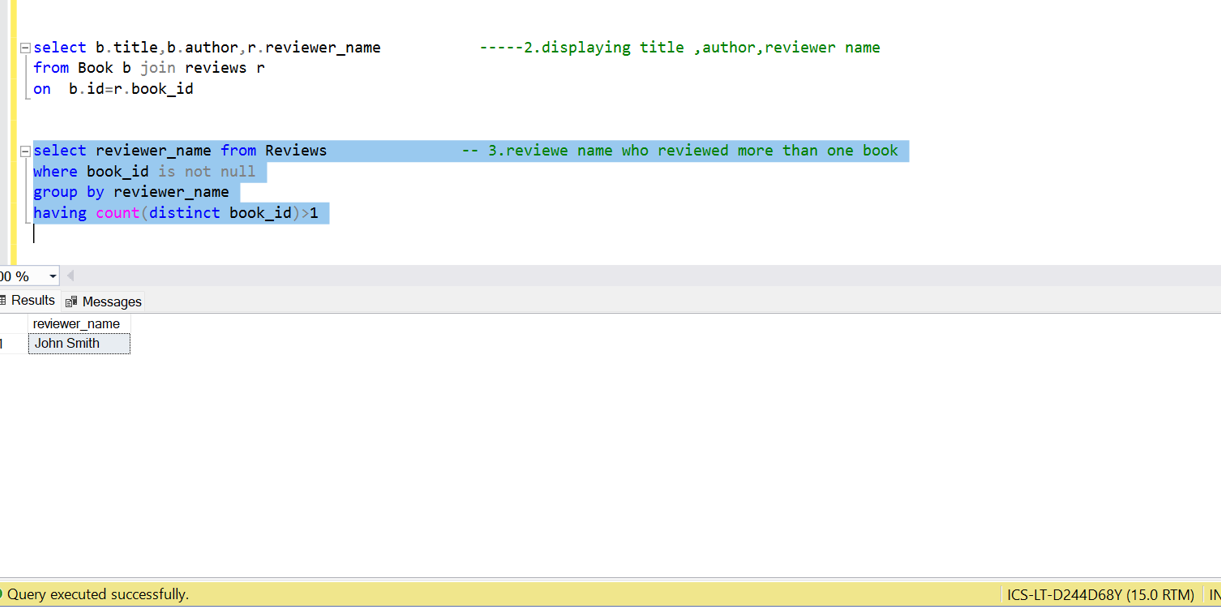 select b.title,b.author,r.reviewer_name -----2.displaying title ,author,reviewer name
from Book b join reviews r
on b.id=r.book_id
select reviewer_name from Reviews -- 3.reviewe name who reviewed more than one book
where book_id is not null
group by reviewer_name
having count(distinct book_id)>1
00 %
Results Messages
reviewer_name
1 John Smith
Query executed successfully. ICS-LT-D244D68Y (15.0 RTM) IN